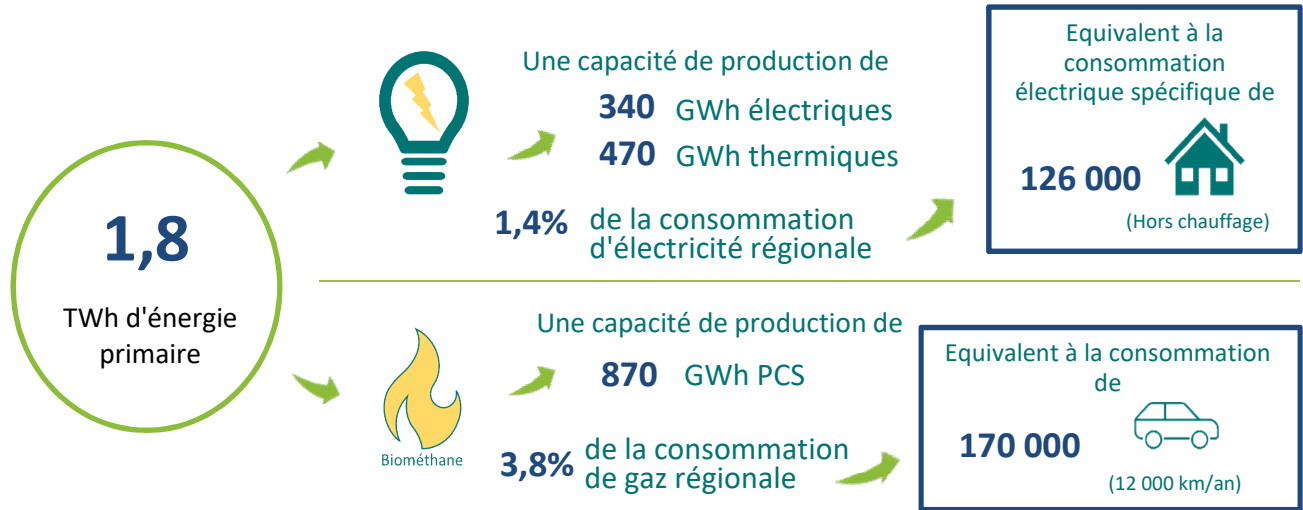 1,8
TWh d'énergie
primaire
Une capacité de production de
340 GWh électriques
470 GWh thermiques
1,4% de la consommation
d'électricité régionale
Equivalent à la
consommation
électrique spécifique de
126 000
(Hors chauffage)
Biométhane
Une capacité de production de
870 GWh PCS
3,8% de la consommation
de gaz régionale
Equivalent à la consommation
de
170 000
(12 000 km/an)